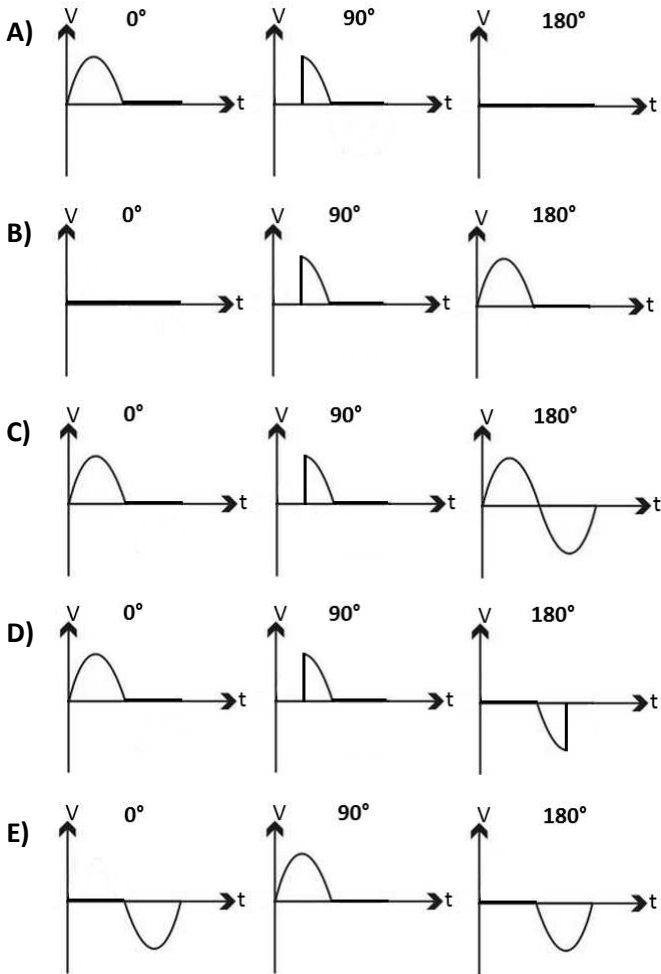 A) V 0° t V 90° t V 180° t
B) V 0° t V 90° t V 180° t
C) V 0° t V 90° t V 180° t
D) V 0° t V 90° t V 180° t
E) V 0° t V 90° t V 180° t